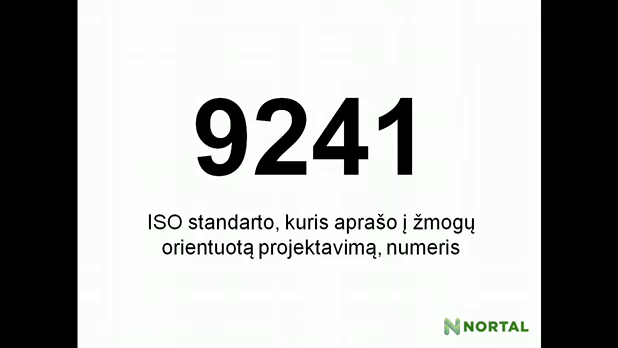 9241
ISO standarto, kuris aprašo į žmogų
orientuotą projektavimą, numeris
NORTAL